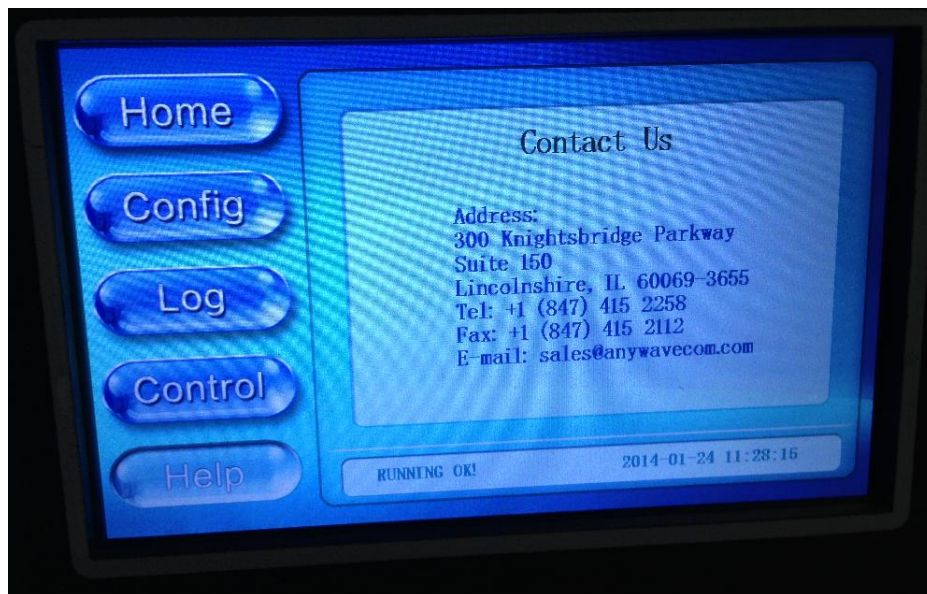 Home
Config
Log
Control
Help
Contact Us
Address:
300 Knightsbridge Parkway
Suite 150
Lincolnshire, IL 60069-3655
Tel: +1 (847) 415 2258
Fax: +1 (847) 415 2112
E-mail: sales@anywavecom.com
RUNNING OK!
2014-01-24 11:28:15